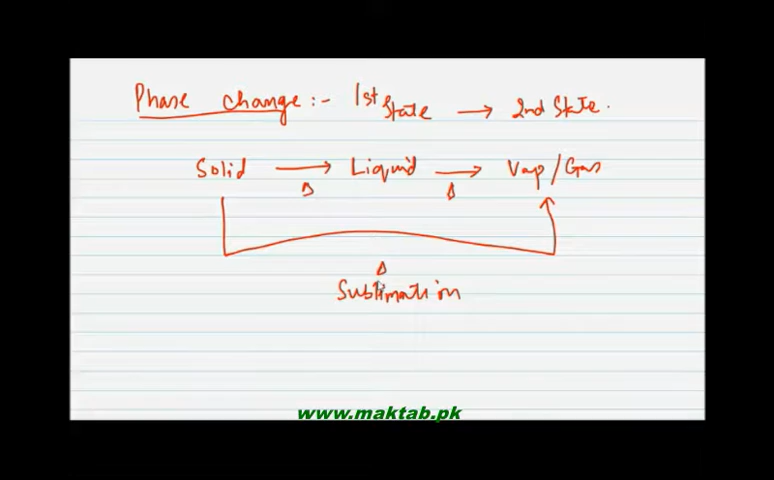 Phase change :- 1st State → 2nd State.
Solid → Liquid → Vap/Gas
Δ Δ
Δ
Sublimation
www.maktab.pk